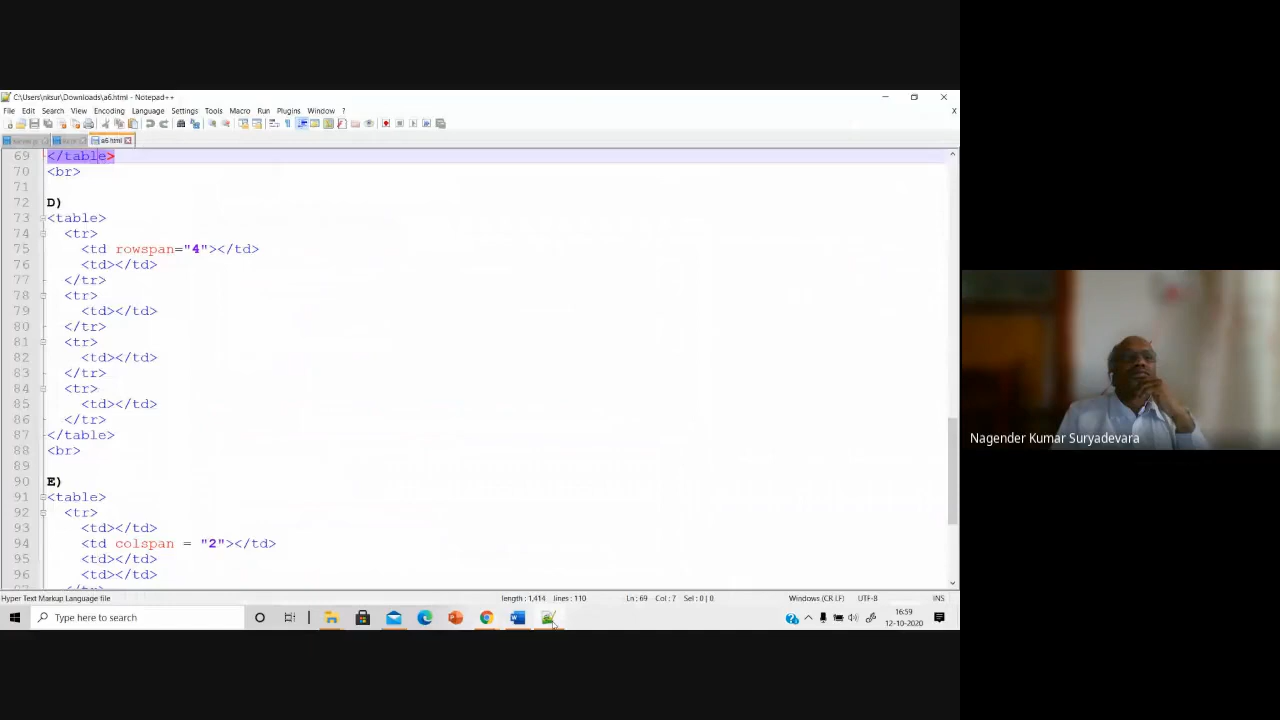 C:\Users\nksur\Downloads\a6.html - Notepad++
File Edit Search View Encoding Language Settings Tools Macro Run Plugins Window ? X
a6.html
69 </table>
70 <br>
71
72 D)
73 <table>
74 <tr>
75 <td rowspan="4"></td>
76 <td></td>
77 </tr>
78 <tr>
79 <td></td>
80 </tr>
81 <tr>
82 <td></td>
83 </tr>
84 <tr>
85 <td></td>
86 </tr>
87 </table>
88 <br>
89
90 E)
91 <table>
92 <tr>
93 <td></td>
94 <td colspan = "2"></td>
95 <td></td>
96 <td></td>
Hyper Text Markup Language file length : 1,414 lines : 110 Ln : 69 Col : 7 Sel : 0 | 0 Windows (CR LF) UTF-8 INS
Type here to search
16:59
12-10-2020
Nagender Kumar Suryadevara